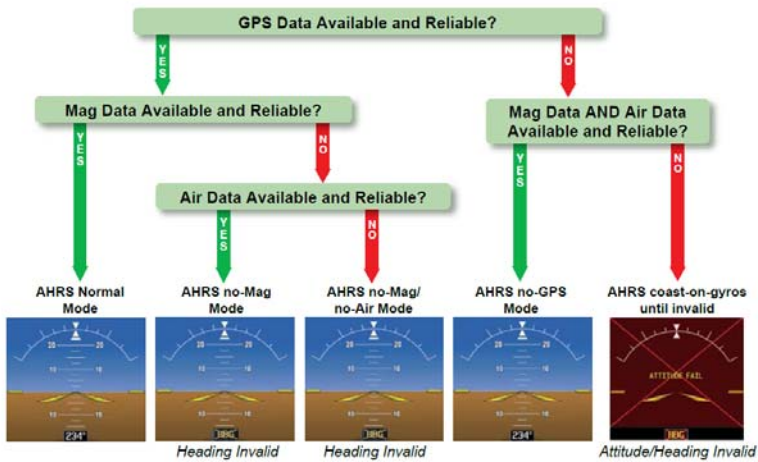 GPS Data Available and Reliable?
YES
NO
Mag Data Available and Reliable?
Mag Data AND Air Data
Available and Reliable?
YES
NO
YES
NO
Air Data Available and Reliable?
YES
NO
AHRS Normal
Mode
AHRS no-Mag
Mode
AHRS no-Mag/
no-Air Mode
AHRS no-GPS
Mode
AHRS coast-on-gyros
until invalid
20 20
10 10
10 10
234°
20 20
10 10
10 10
HDG
20 20
10 10
10 10
HDG
20 20
10 10
10 10
234°
ATTITUDE FAIL
HDG
Heading Invalid
Heading Invalid
Attitude/Heading Invalid